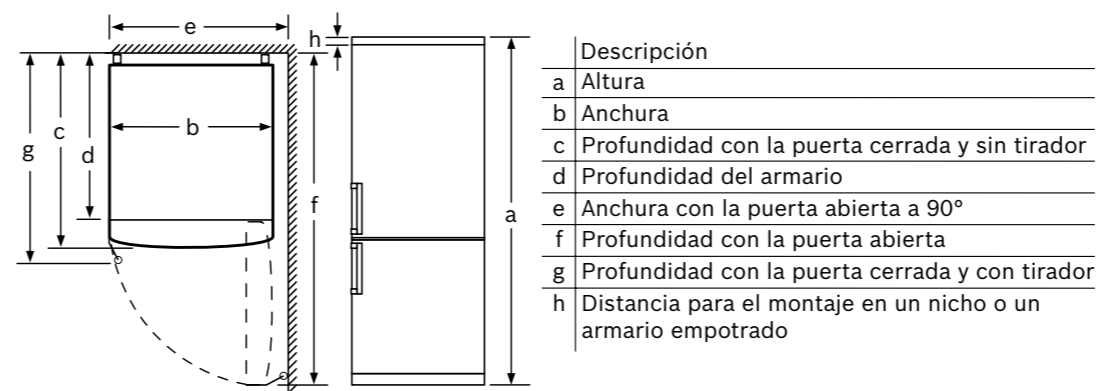 e
h
g
c
d
b
f
a
Descripción
a Altura
b Anchura
c Profundidad con la puerta cerrada y sin tirador
d Profundidad del armario
e Anchura con la puerta abierta a 90°
f Profundidad con la puerta abierta
g Profundidad con la puerta cerrada y con tirador
h Distancia para el montaje en un nicho o un
armario empotrado